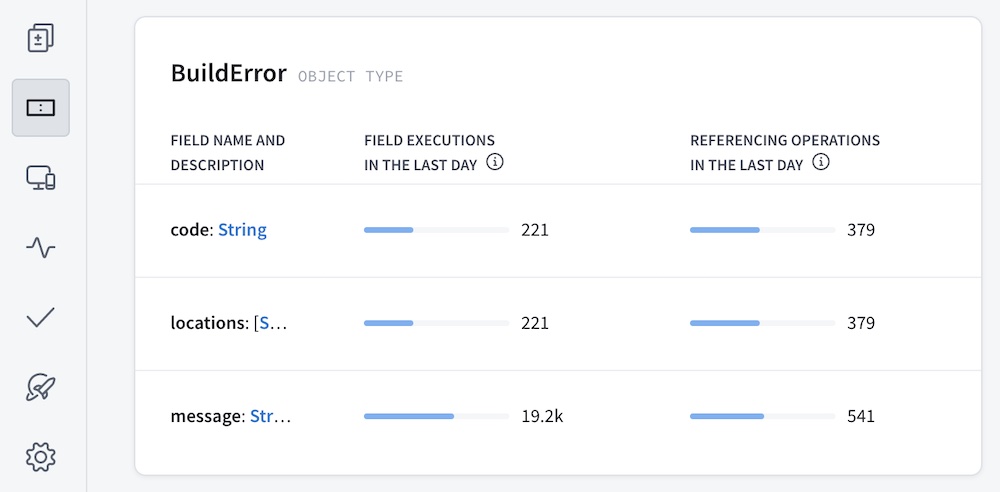 BuildError OBJECT TYPE
FIELD NAME AND DESCRIPTION
FIELD EXECUTIONS IN THE LAST DAY
REFERENCING OPERATIONS IN THE LAST DAY
code: String 221 379
locations: [S... 221 379
message: Str... 19.2k 541